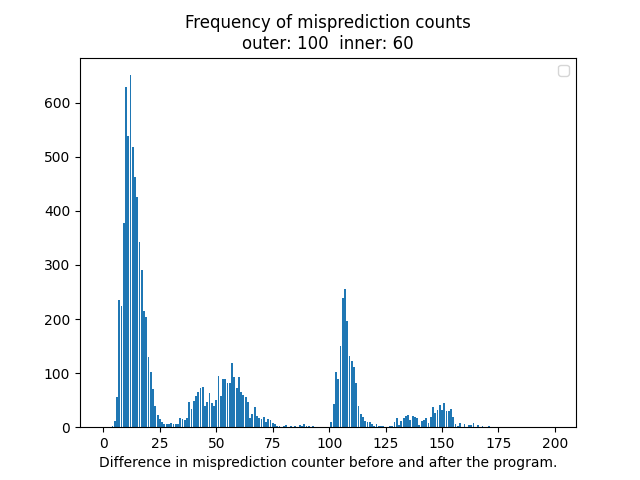 Frequency of misprediction counts
outer: 100  inner: 60
600
500
400
300
200
100
0
0 25 50 75 100 125 150 175 200
Difference in misprediction counter before and after the program.